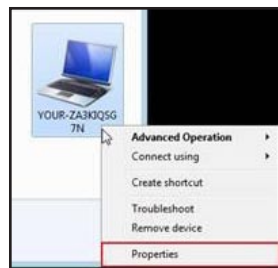 YOUR-ZA3KIQSG
7N
Advanced Operation
Connect using
Create shortcut
Troubleshoot
Remove device
Properties